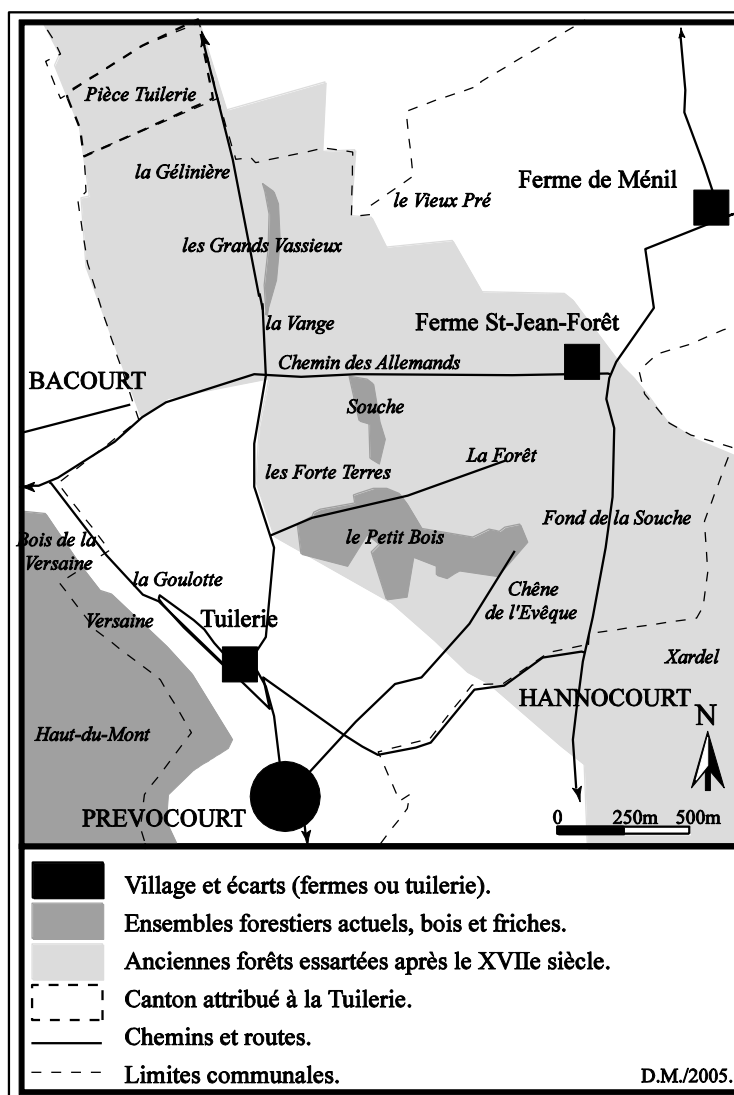 Pièce Tuilerie
la Gélinière
Ferme de Ménil
le Vieux Pré
les Grands Vassieux
la Vange
Ferme St-Jean-Forêt
Chemin des Allemands
BACOURT
Souche
La Forêt
les Forte Terres
Fond de la Souche
Bois de la
Versaine
le Petit Bois
la Goulotte
Chêne
de l'Evêque
Versaine
Tuilerie
Xardel
HANNOCOURT
N
Haut-du-Mont
PREVOCOURT
0 250m 500m
Village et écarts (fermes ou tuilerie).
Ensembles forestiers actuels, bois et friches.
Anciennes forêts essartées après le XVIIe siècle.
Canton attribué à la Tuilerie.
Chemins et routes.
Limites communales.
D.M./2005.